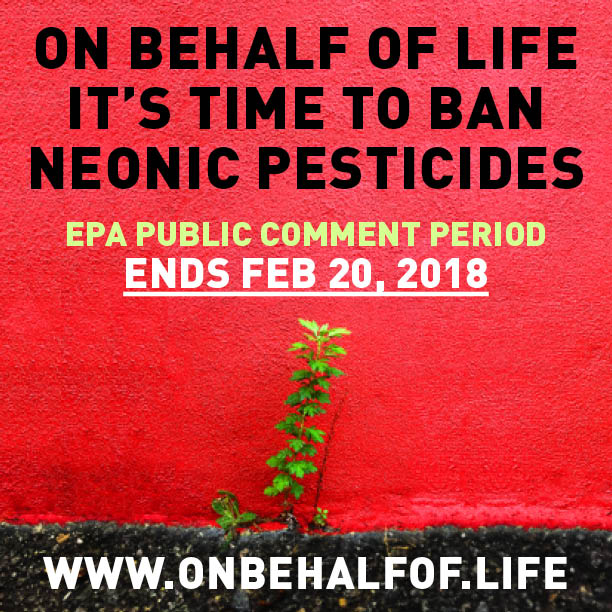 ON BEHALF OF LIFE
IT'S TIME TO BAN
NEONIC PESTICIDES
EPA PUBLIC COMMENT PERIOD
ENDS FEB 20, 2018
WWW.ONBEHALFOF.LIFE